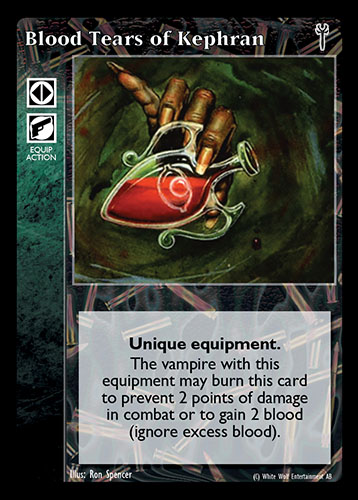 Blood Tears of Kephran
EQUIP
ACTION
Unique equipment.
The vampire with this
equipment may burn this card
to prevent 2 points of damage
in combat or to gain 2 blood
(ignore excess blood).
Illus: Ron Spencer
(C) White Wolf Entertainment AB